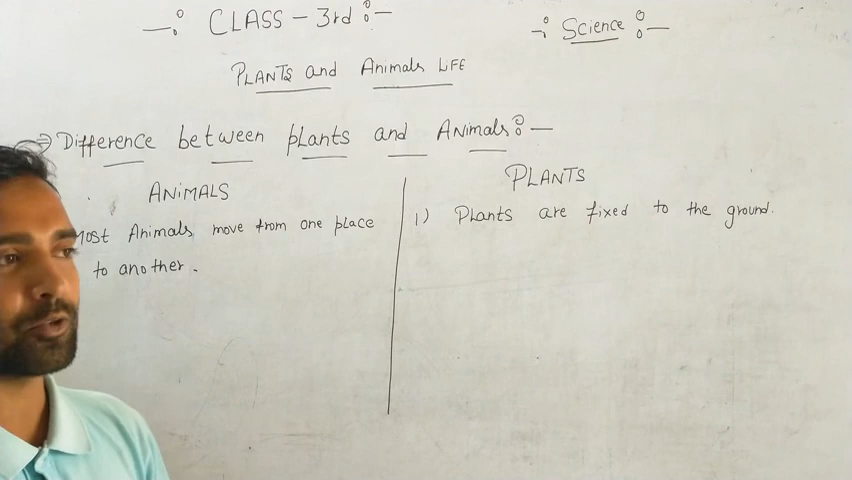 CLASS - 3rd :-
-: Science :-
PLANTS and Animals LIFE
⇒ Difference between plants and Animals :-
ANIMALS
Most Animals move from one place
to another.
PLANTS
1) Plants are fixed to the ground.